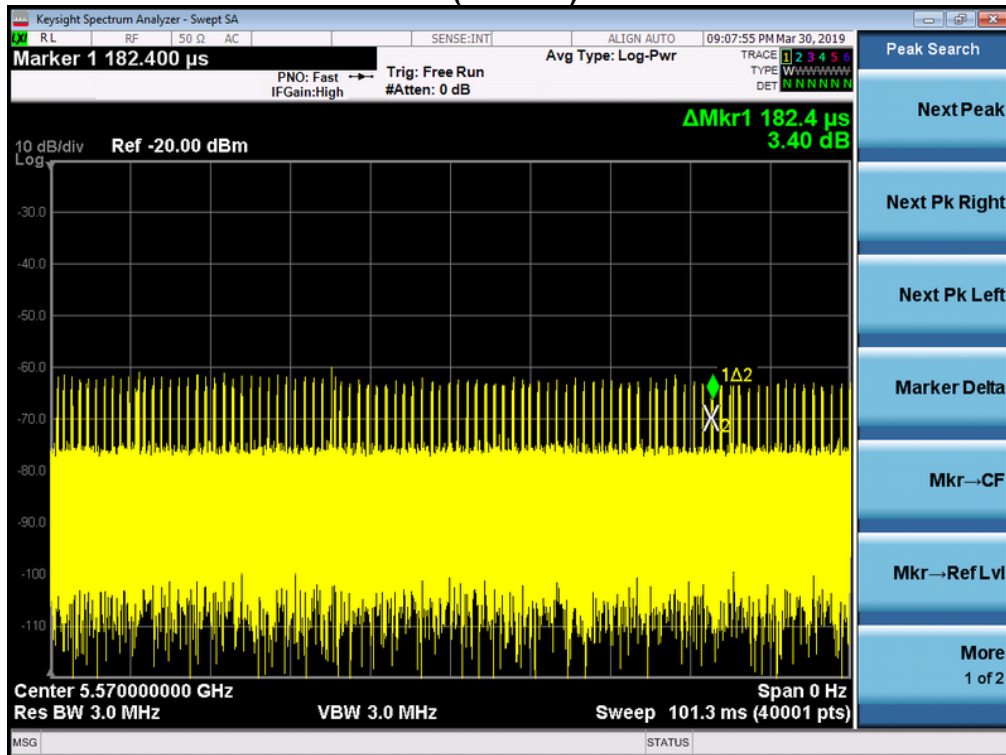 Keysight Spectrum Analyzer - Swept SA
LXI RL RF 50 Ω AC SENSE:INT ALIGN AUTO 09:07:55 PM Mar 30, 2019
Marker 1 182.400 µs
PNO: Fast
IFGain:High
Trig: Free Run
#Atten: 0 dB
Avg Type: Log-Pwr
TRACE 1 2 3 4 5 6
TYPE WWWWWW
DET N N N N N N
ΔMkr1 182.4 µs
3.40 dB
10 dB/div Ref -20.00 dBm
Log
-30.0
-40.0
-50.0
-60.0
1Δ2
-70.0
2
-80.0
-90.0
-100
-110
Center 5.570000000 GHz Span 0 Hz
Res BW 3.0 MHz VBW 3.0 MHz Sweep 101.3 ms (40001 pts)
MSG STATUS
Peak Search
Next Peak
Next Pk Right
Next Pk Left
Marker Delta
Mkr→CF
Mkr→Ref Lvl
More
1 of 2